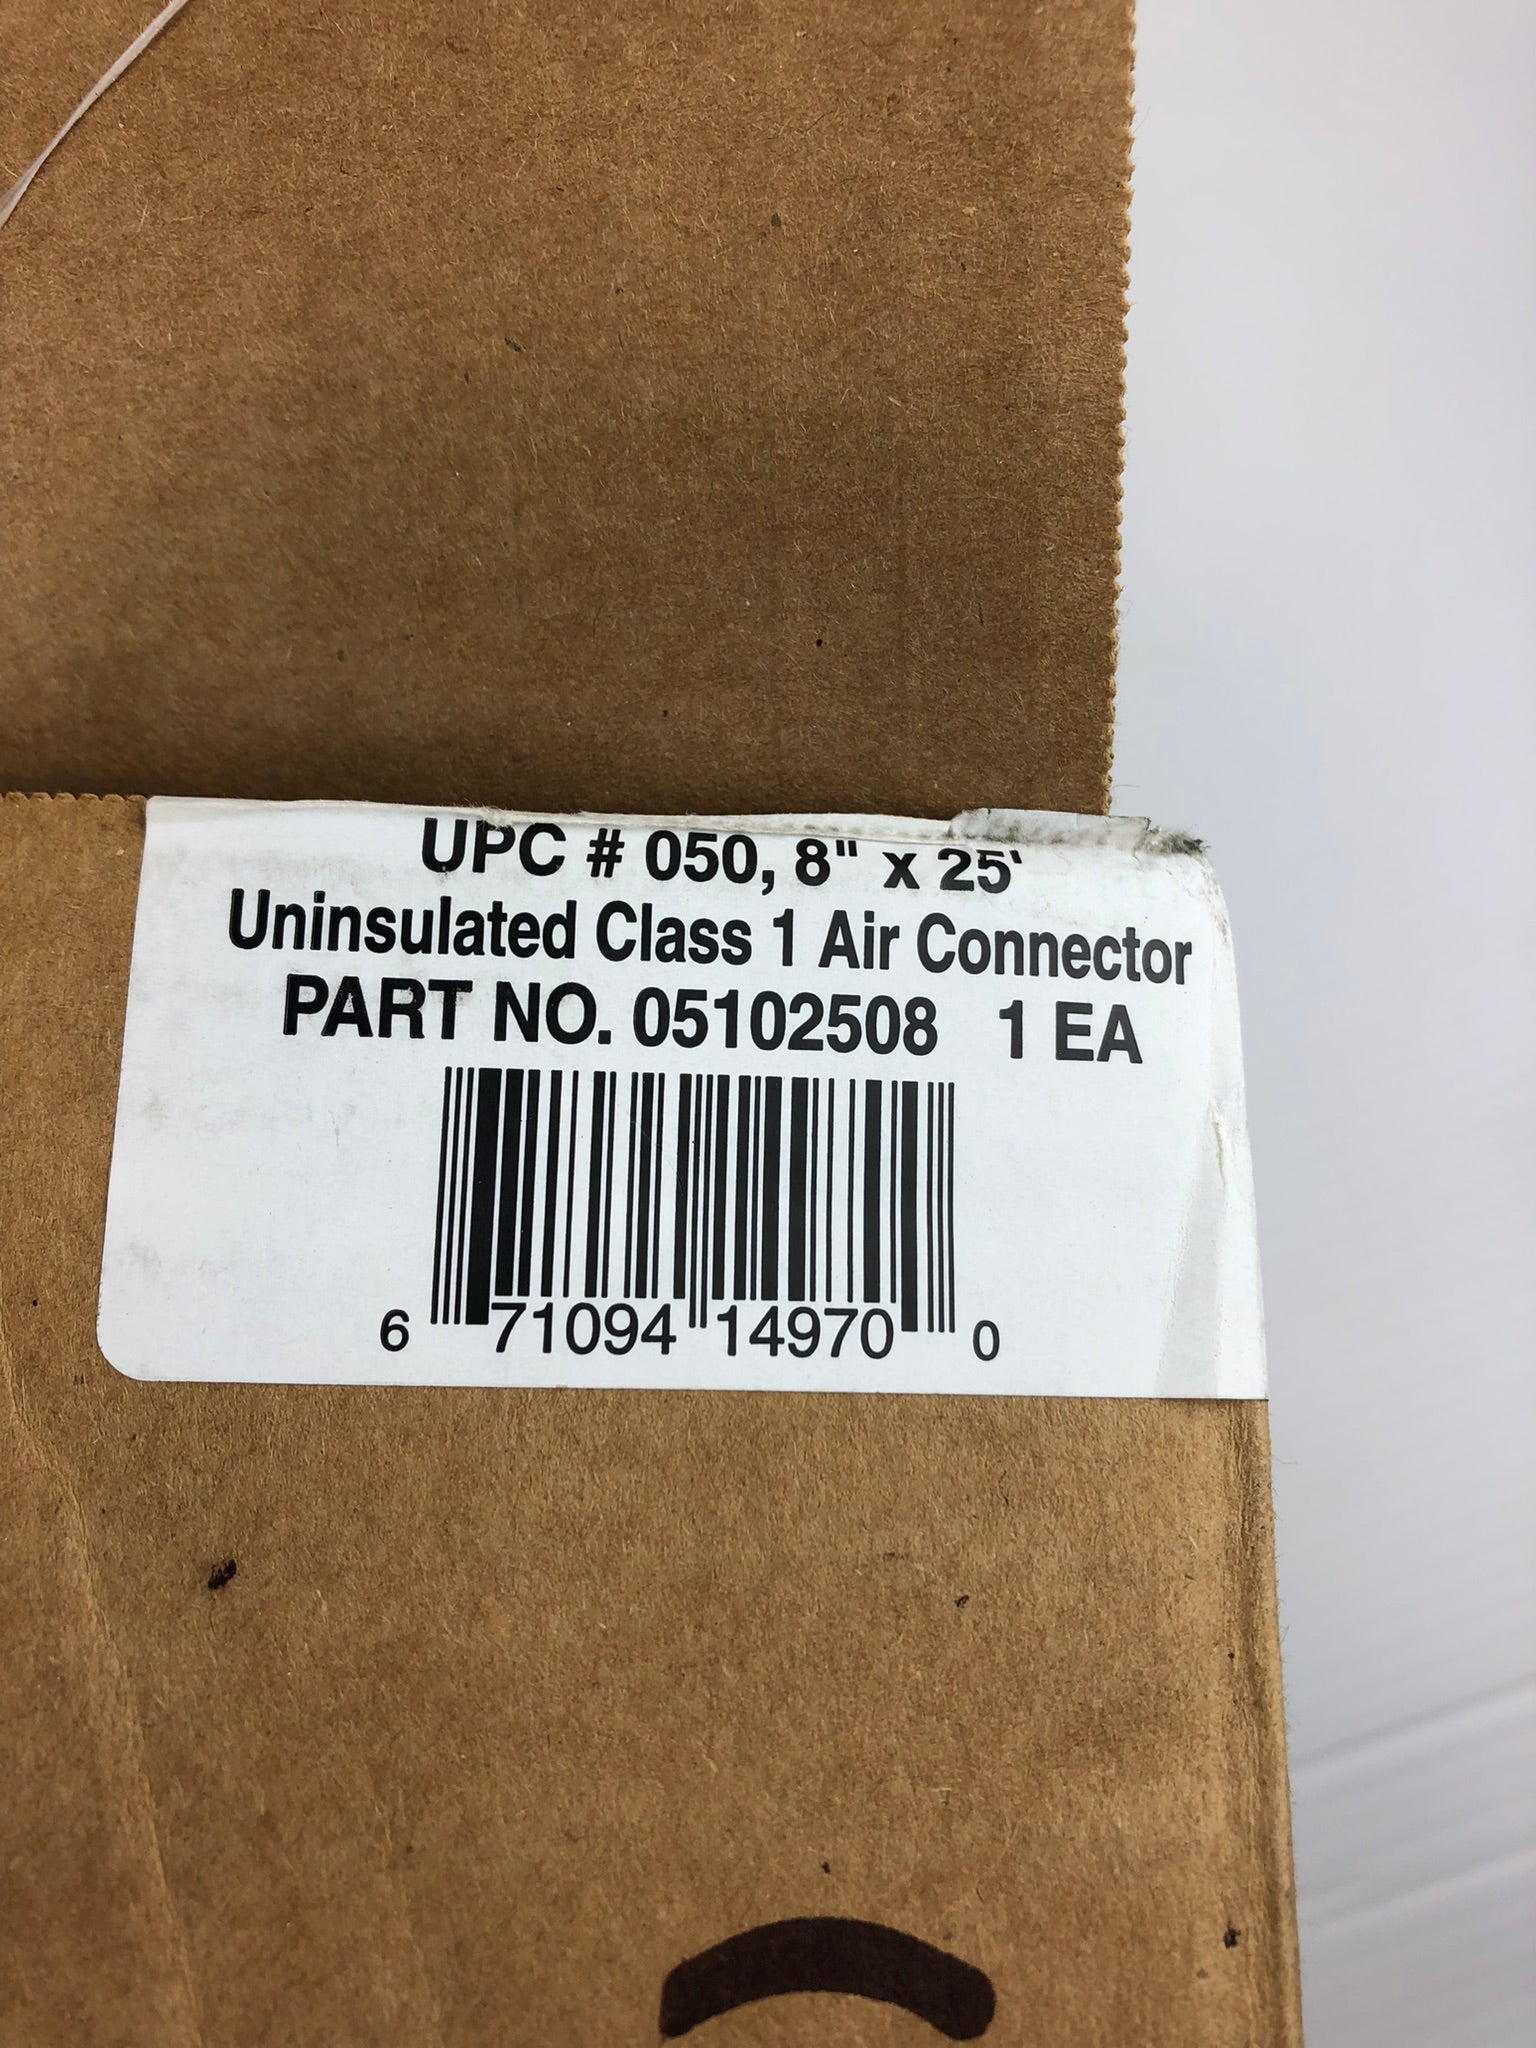 UPC # 050, 8" x 25'
Uninsulated Class 1 Air Connector
PART NO. 05102508 1 EA
6 71094 14970 0